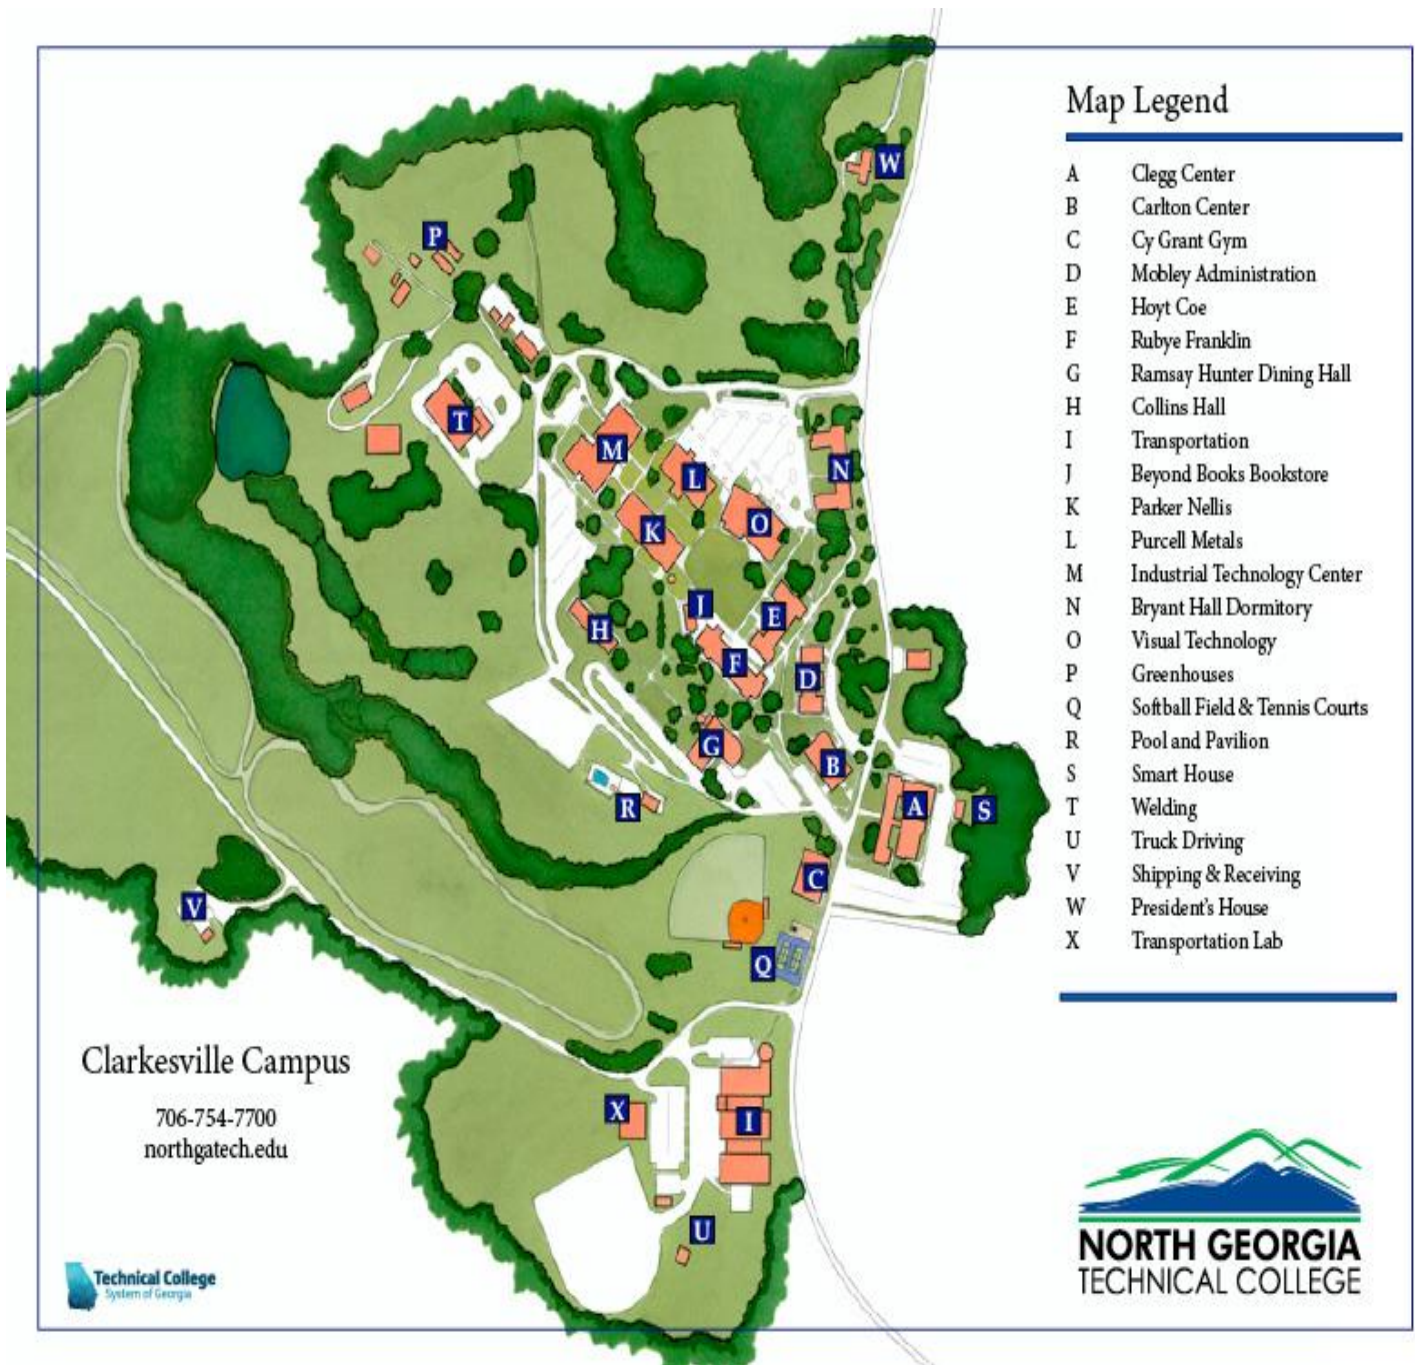 Map Legend
A Clegg Center
B Carlton Center
C Cy Grant Gym
D Mobley Administration
E Hoyt Coe
F Rubye Franklin
G Ramsay Hunter Dining Hall
H Collins Hall
I Transportation
J Beyond Books Bookstore
K Parker Nellis
L Purcell Metals
M Industrial Technology Center
N Bryant Hall Dormitory
O Visual Technology
P Greenhouses
Q Softball Field & Tennis Courts
R Pool and Pavilion
S Smart House
T Welding
U Truck Driving
V Shipping & Receiving
W President's House
X Transportation Lab
W
P
T
M
L
N
O
K
J
E
H
F
D
G
B
R
A
S
C
V
Q
X
I
U
Clarkesville Campus
706-754-7700
northgatech.edu
Technical College
System of Georgia
NORTH GEORGIA
TECHNICAL COLLEGE